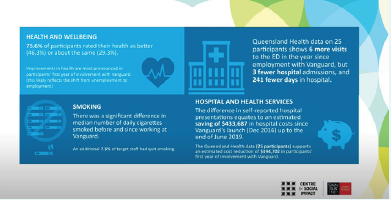 HEALTH AND WELLBEING
75.6% of participants rated their health as better
(46.3%) or about the same (29.3%).
Improvements in health are most pronounced in
participants' first year of involvement with Vanguard
(this likely reflects the shift from unemployment to
employment)
Queensland Health data on 25
participants shows 6 more visits
to the ED in the year since
employment with Vanguard, but
3 fewer hospital admissions, and
241 fewer days in hospital.
SMOKING
There was a significant difference in
median number of daily cigarettes
smoked before and since working at
Vanguard.
An additional 7.3% of target staff had quit smoking.
HOSPITAL AND HEALTH SERVICES
The difference in self-reported hospital
presentations equates to an estimated
saving of $433,687 in hospital costs since
Vanguard's launch (Dec 2016) up to the
end of June 2019.
The Queensland Health data (25 participants) supports
an estimated cost reduction of in participants'
first year of involvement with Vanguard.
CENTRE
for SOCIAL
IMPACT